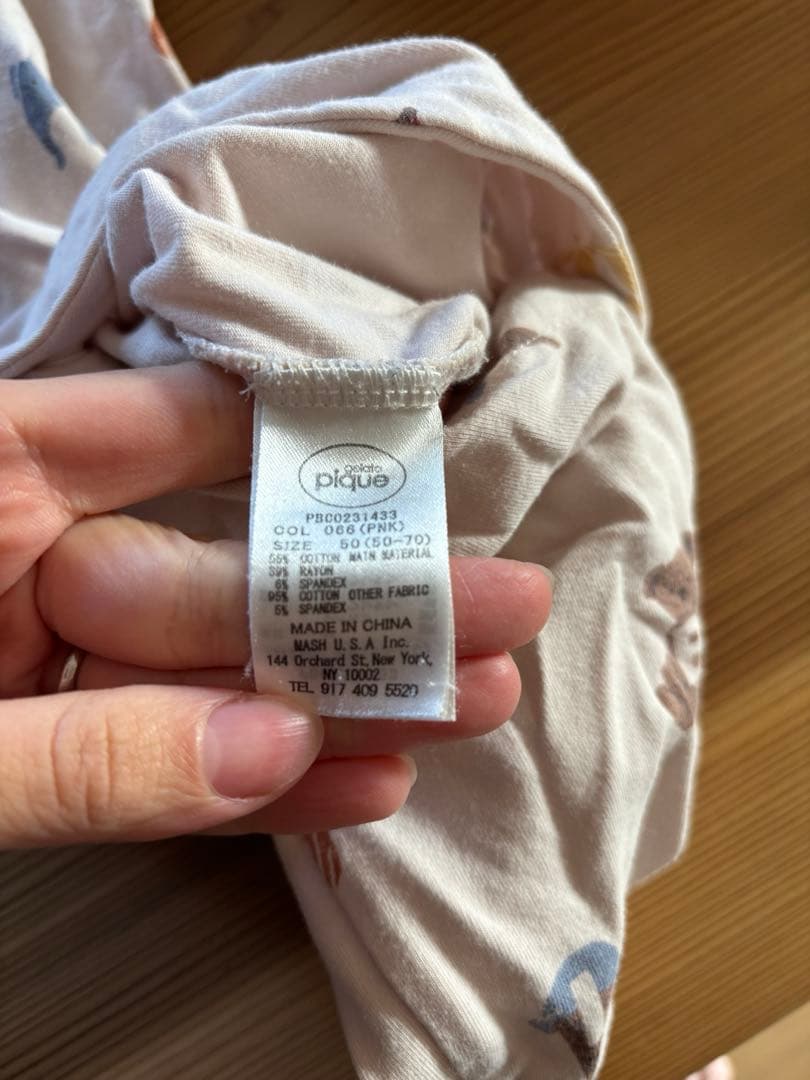 gelato
pique
PBC0231433
COL 066(PNK)
SIZE 50(50-70)
55% COTTON MAIN MATERIAL
39% RAYON
6% SPANDEX
95% COTTON OTHER FABRIC
5% SPANDEX
MADE IN CHINA
MASH U.S.A Inc.
144 Orchard St,New York,
NY 10002
TEL 917 409 5520